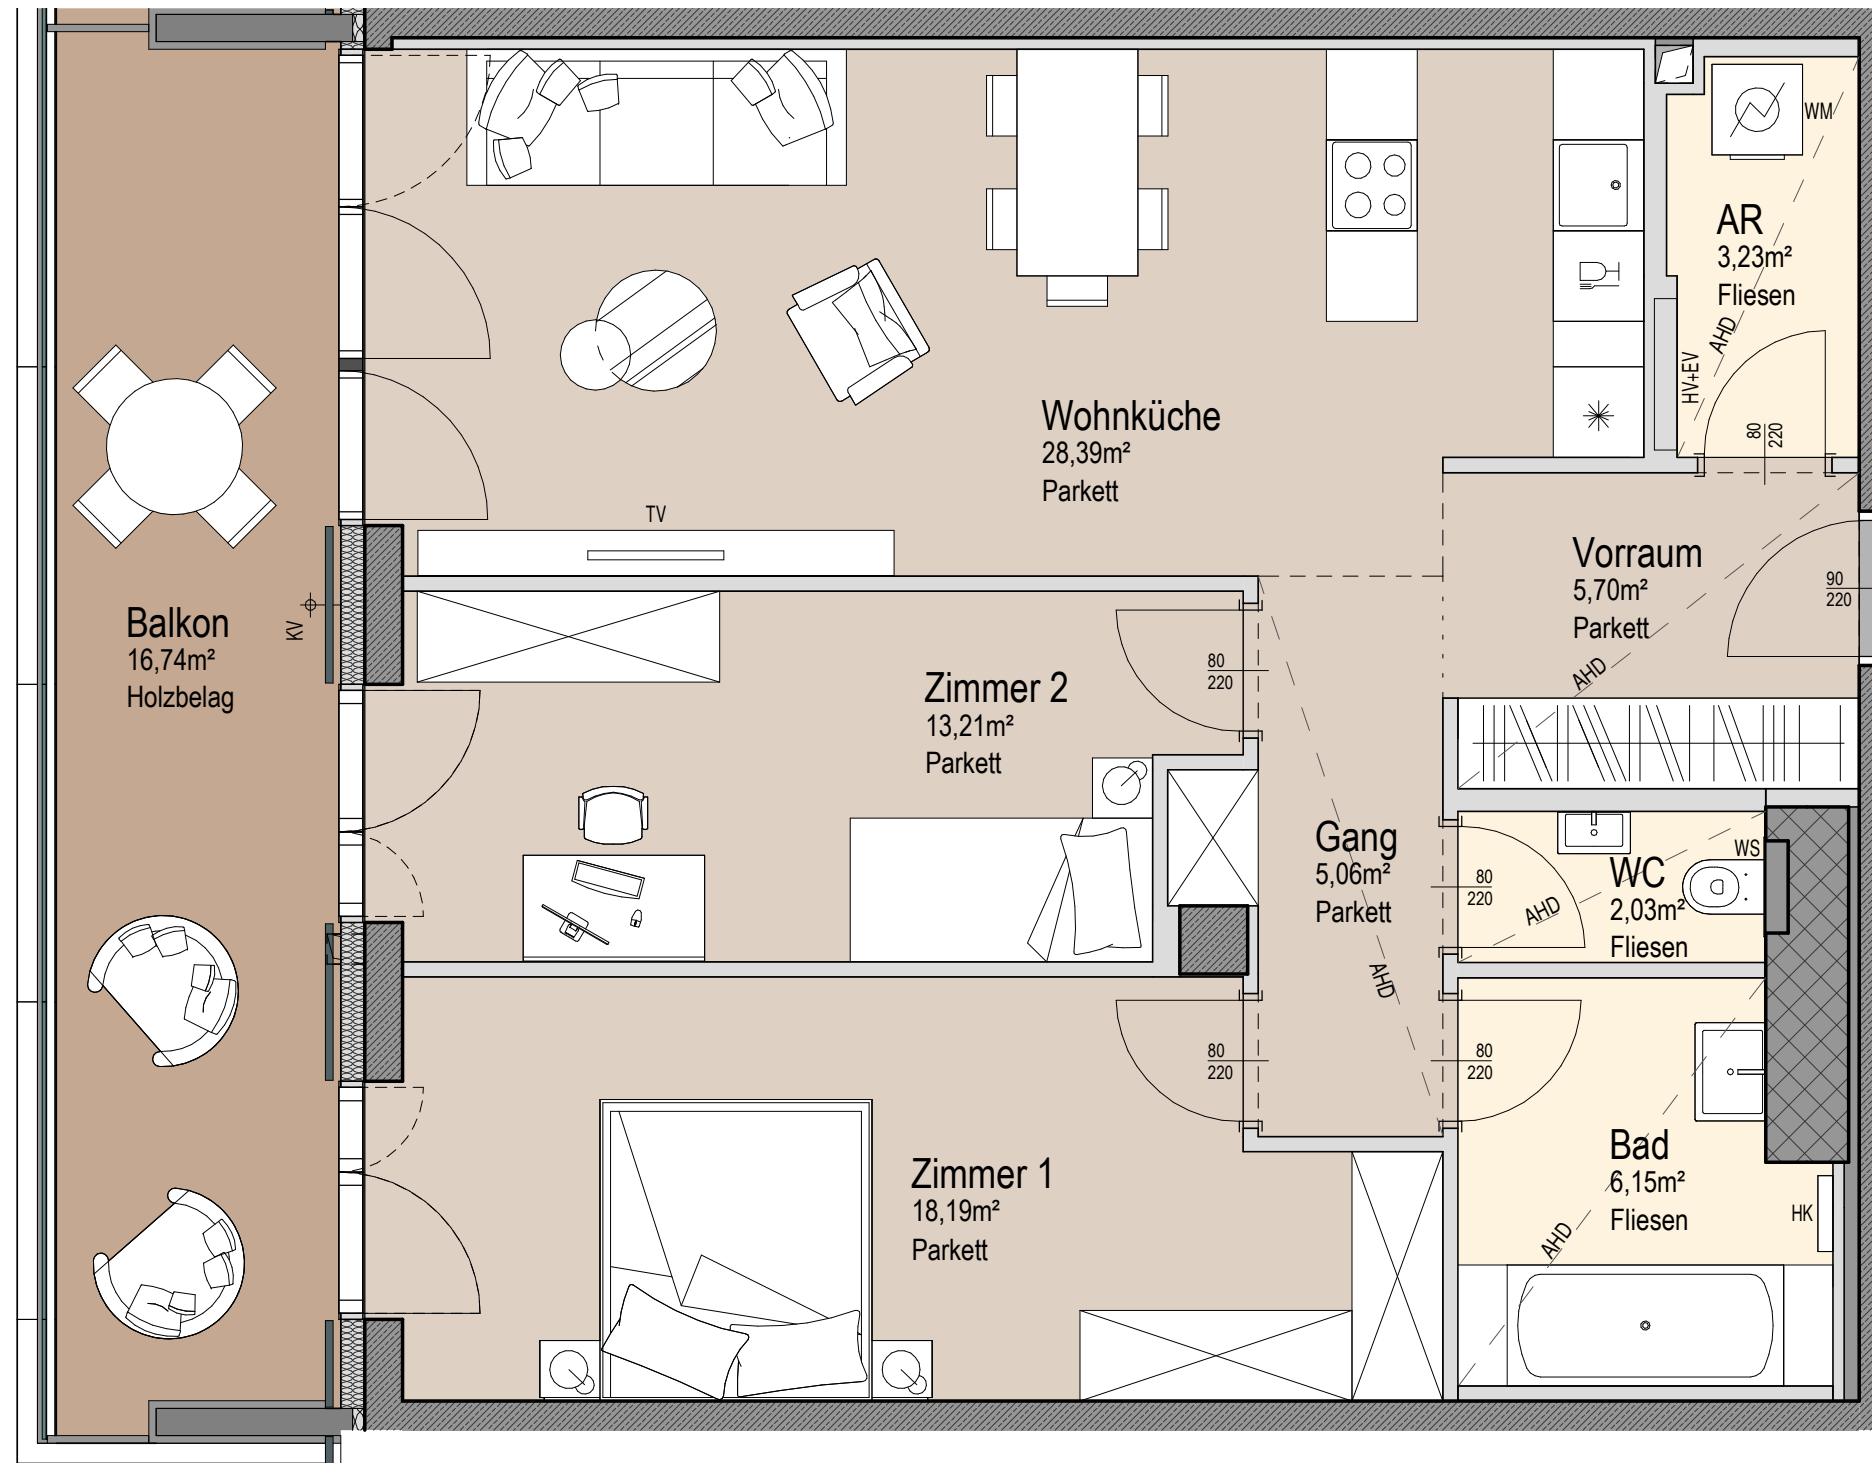 WM
AR
3,23m²
Fliesen
AHD
HV+EV
80
220
Wohnküche
28,39m²
Parkett
TV
Vorraum
5,70m²
Parkett
AHD
90
220
Balkon
16,74m²
Holzbelag
KV
Zimmer 2
13,21m²
Parkett
80
220
Gang
5,06m²
Parkett
AHD
80
220
WS
WC
2,03m²
Fliesen
AHD
80
220
80
220
Zimmer 1
18,19m²
Parkett
Bad
6,15m²
Fliesen
HK
AHD